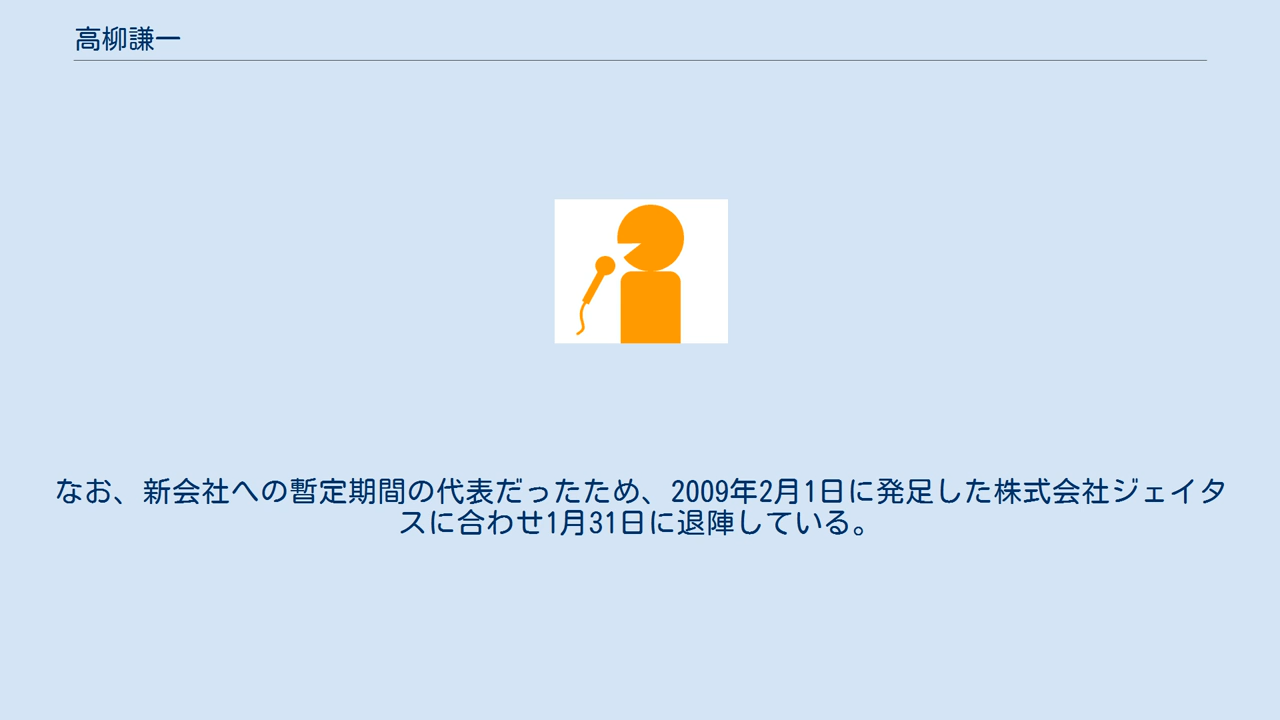 高柳謙一
なお、新会社への暫定期間の代表だったため、2009年2月1日に発足した株式会社ジェイタ
スに合わせ1月31日に退陣している。